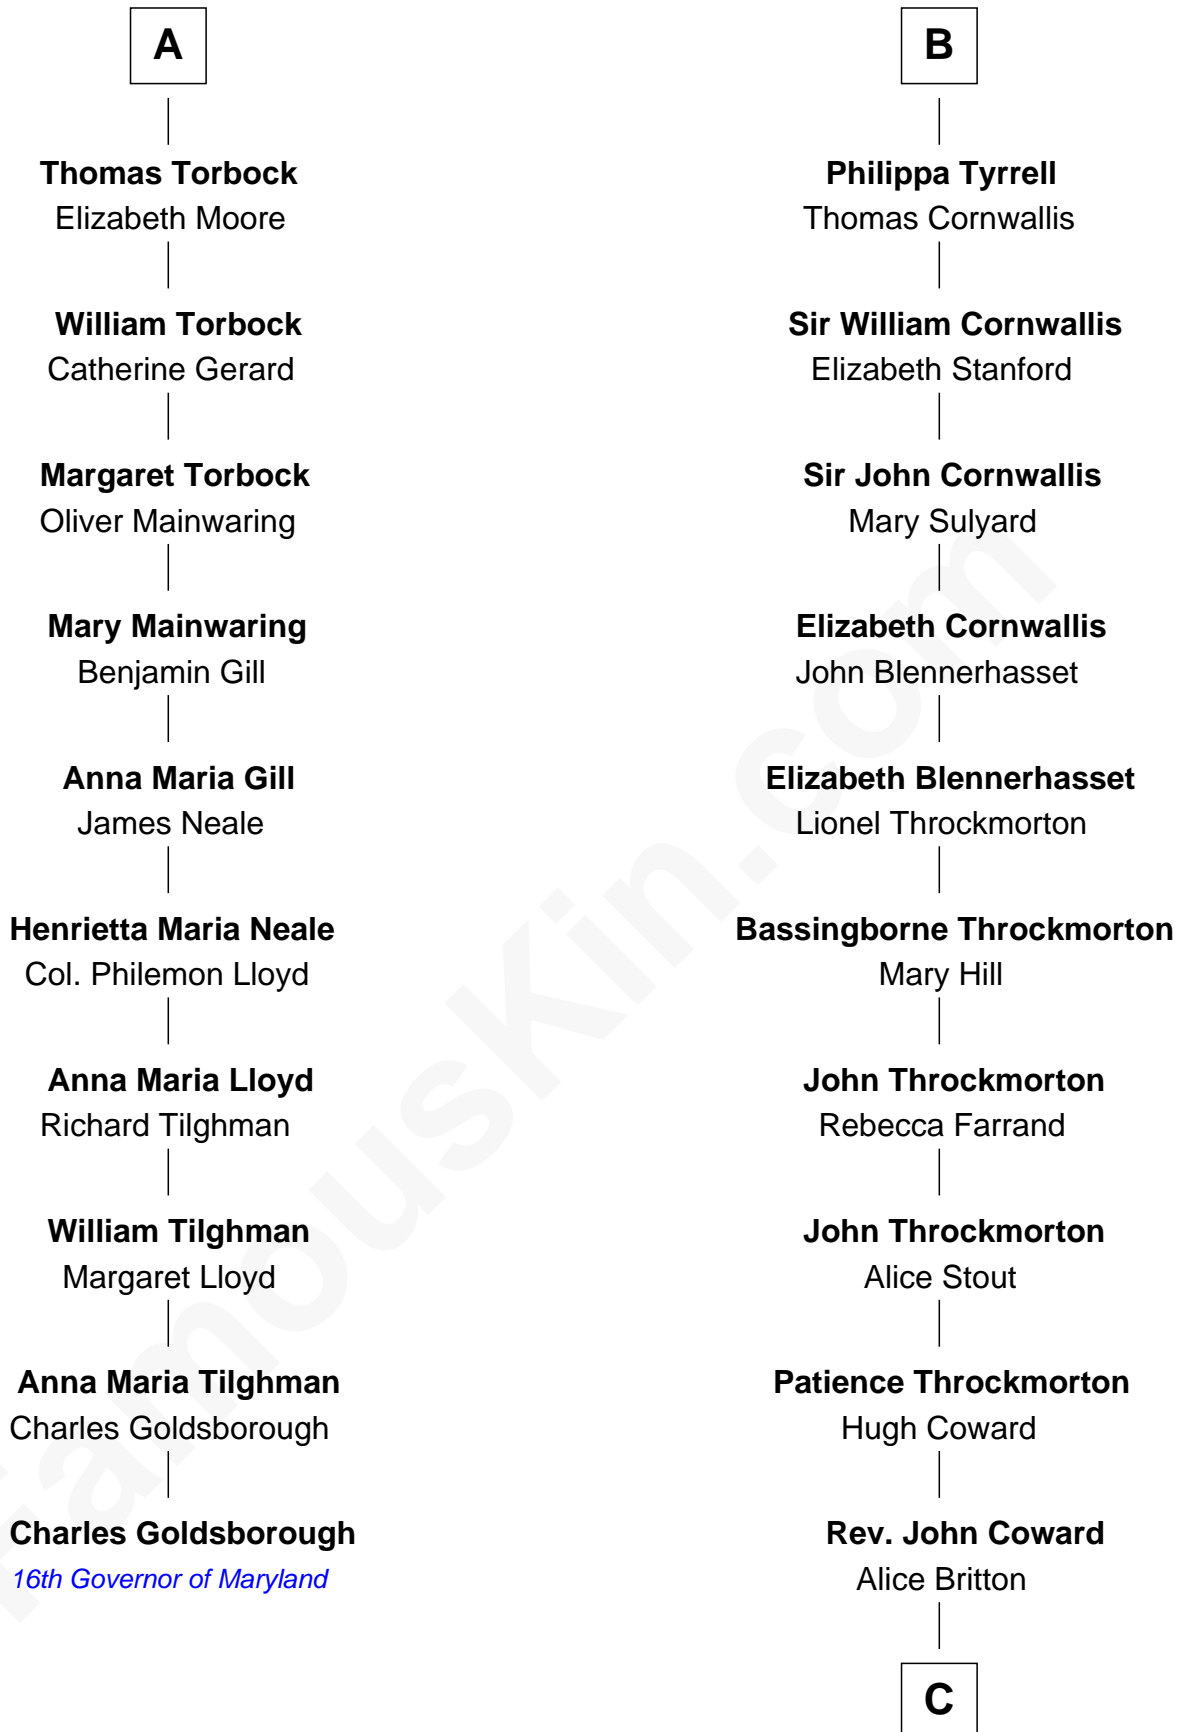 A
Thomas Torbock
Elizabeth Moore
William Torbock
Catherine Gerard
Margaret Torbock
Oliver Mainwaring
Mary Mainwaring
Benjamin Gill
Anna Maria Gill
James Neale
Henrietta Maria Neale
Col. Philemon Lloyd
Anna Maria Lloyd
Richard Tilghman
William Tilghman
Margaret Lloyd
Anna Maria Tilghman
Charles Goldsborough
Charles Goldsborough
16th Governor of Maryland
B
Philippa Tyrrell
Thomas Cornwallis
Sir William Cornwallis
Elizabeth Stanford
Sir John Cornwallis
Mary Sulyard
Elizabeth Cornwallis
John Blennerhasset
Elizabeth Blennerhasset
Lionel Throckmorton
Bassingborne Throckmorton
Mary Hill
John Throckmorton
Rebecca Farrand
John Throckmorton
Alice Stout
Patience Throckmorton
Hugh Coward
Rev. John Coward
Alice Britton
C
FamousKin.com